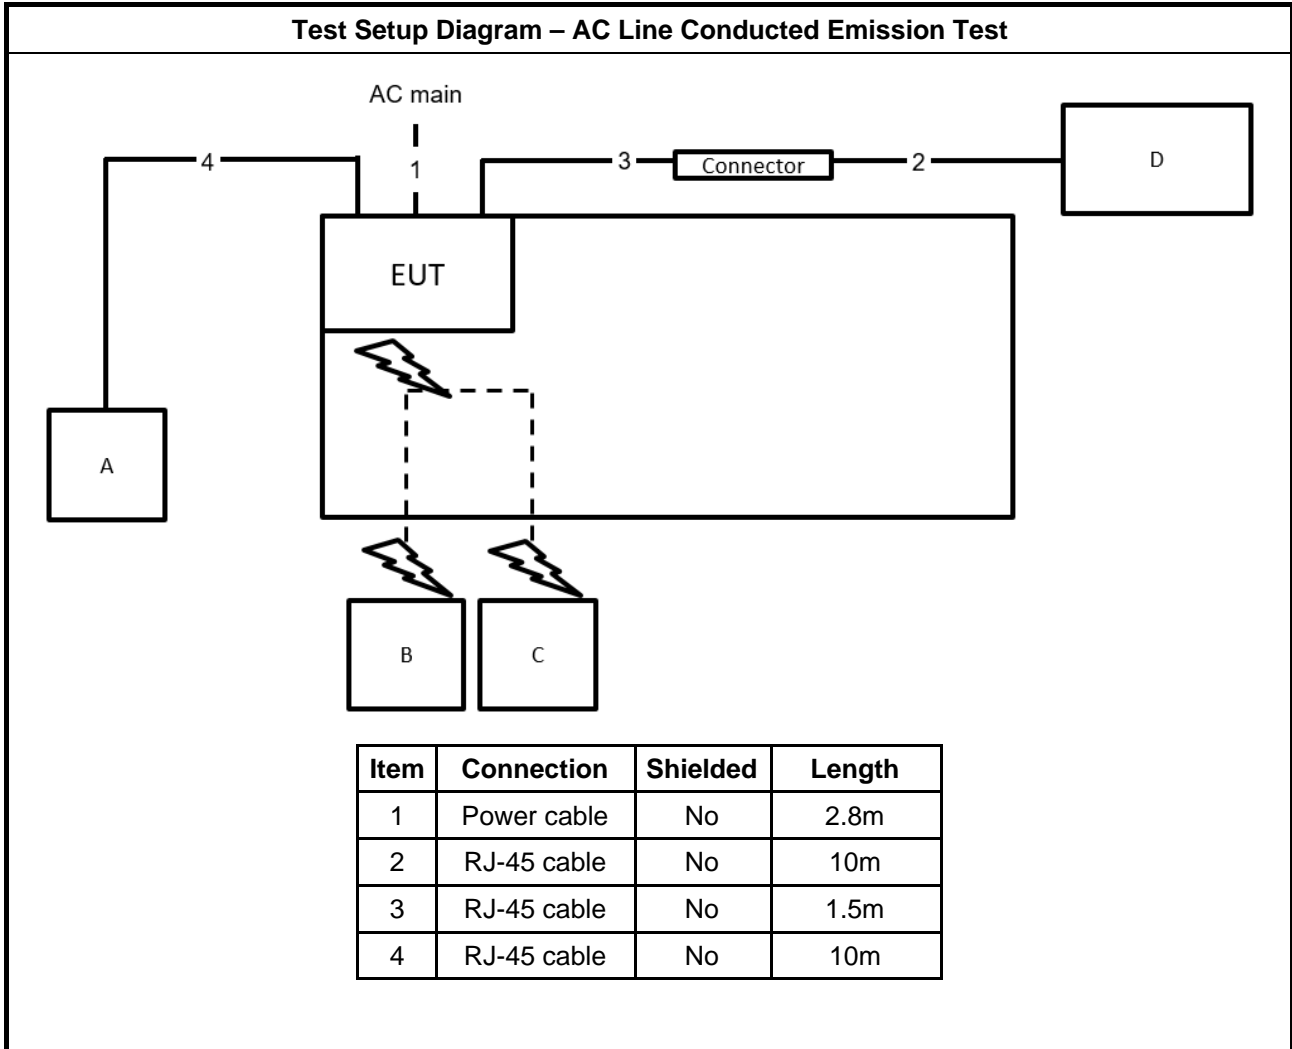 Test Setup Diagram – AC Line Conducted Emission Test
AC main
4
1
3
Connector
2
D
EUT
A
B
C
Item Connection Shielded Length
1 Power cable No 2.8m
2 RJ-45 cable No 10m
3 RJ-45 cable No 1.5m
4 RJ-45 cable No 10m